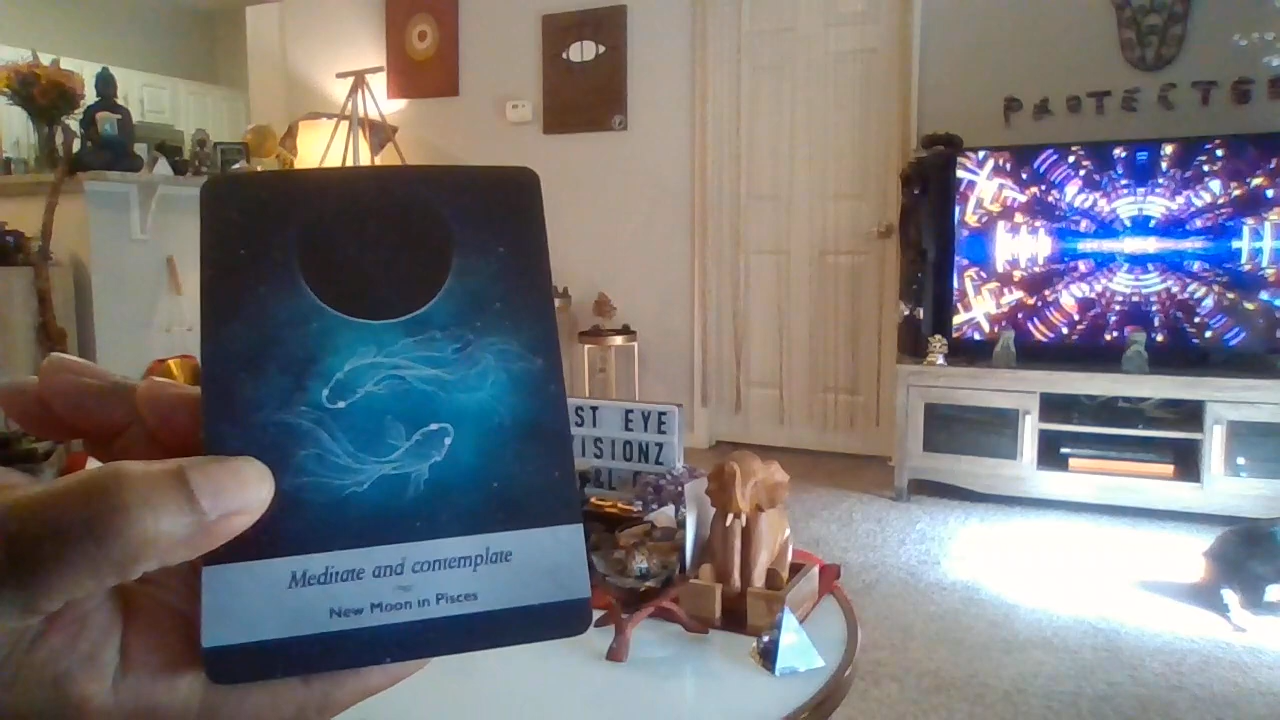 PROTECTED
ST EYE
ISIONZ
&L
Meditate and contemplate
New Moon in Pisces